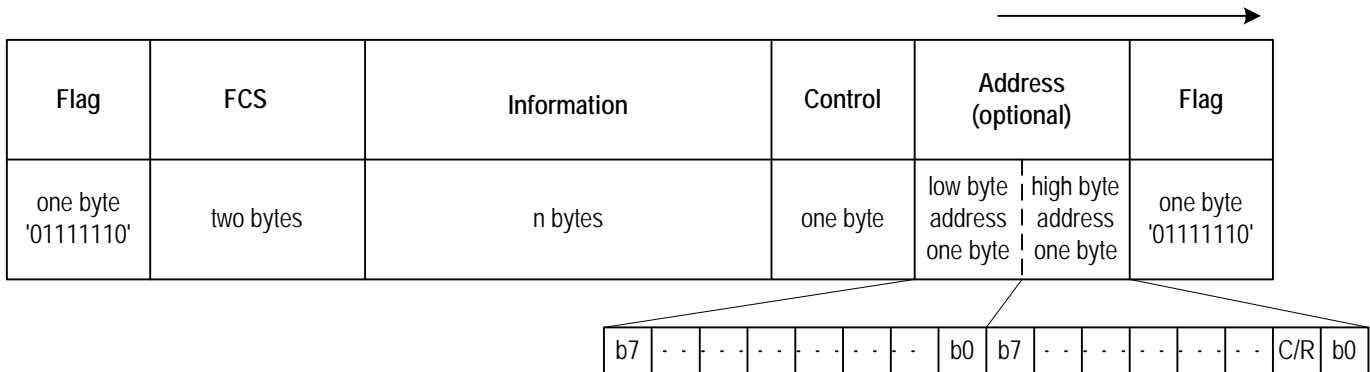 Flag
FCS
Information
Control
Address
(optional)
Flag
one byte
'01111110'
two bytes
n bytes
one byte
low byte
address
one byte
high byte
address
one byte
one byte
'01111110'
b7 - - - - - - - - - - - - b0 b7 - - - - - - - - - - C/R b0